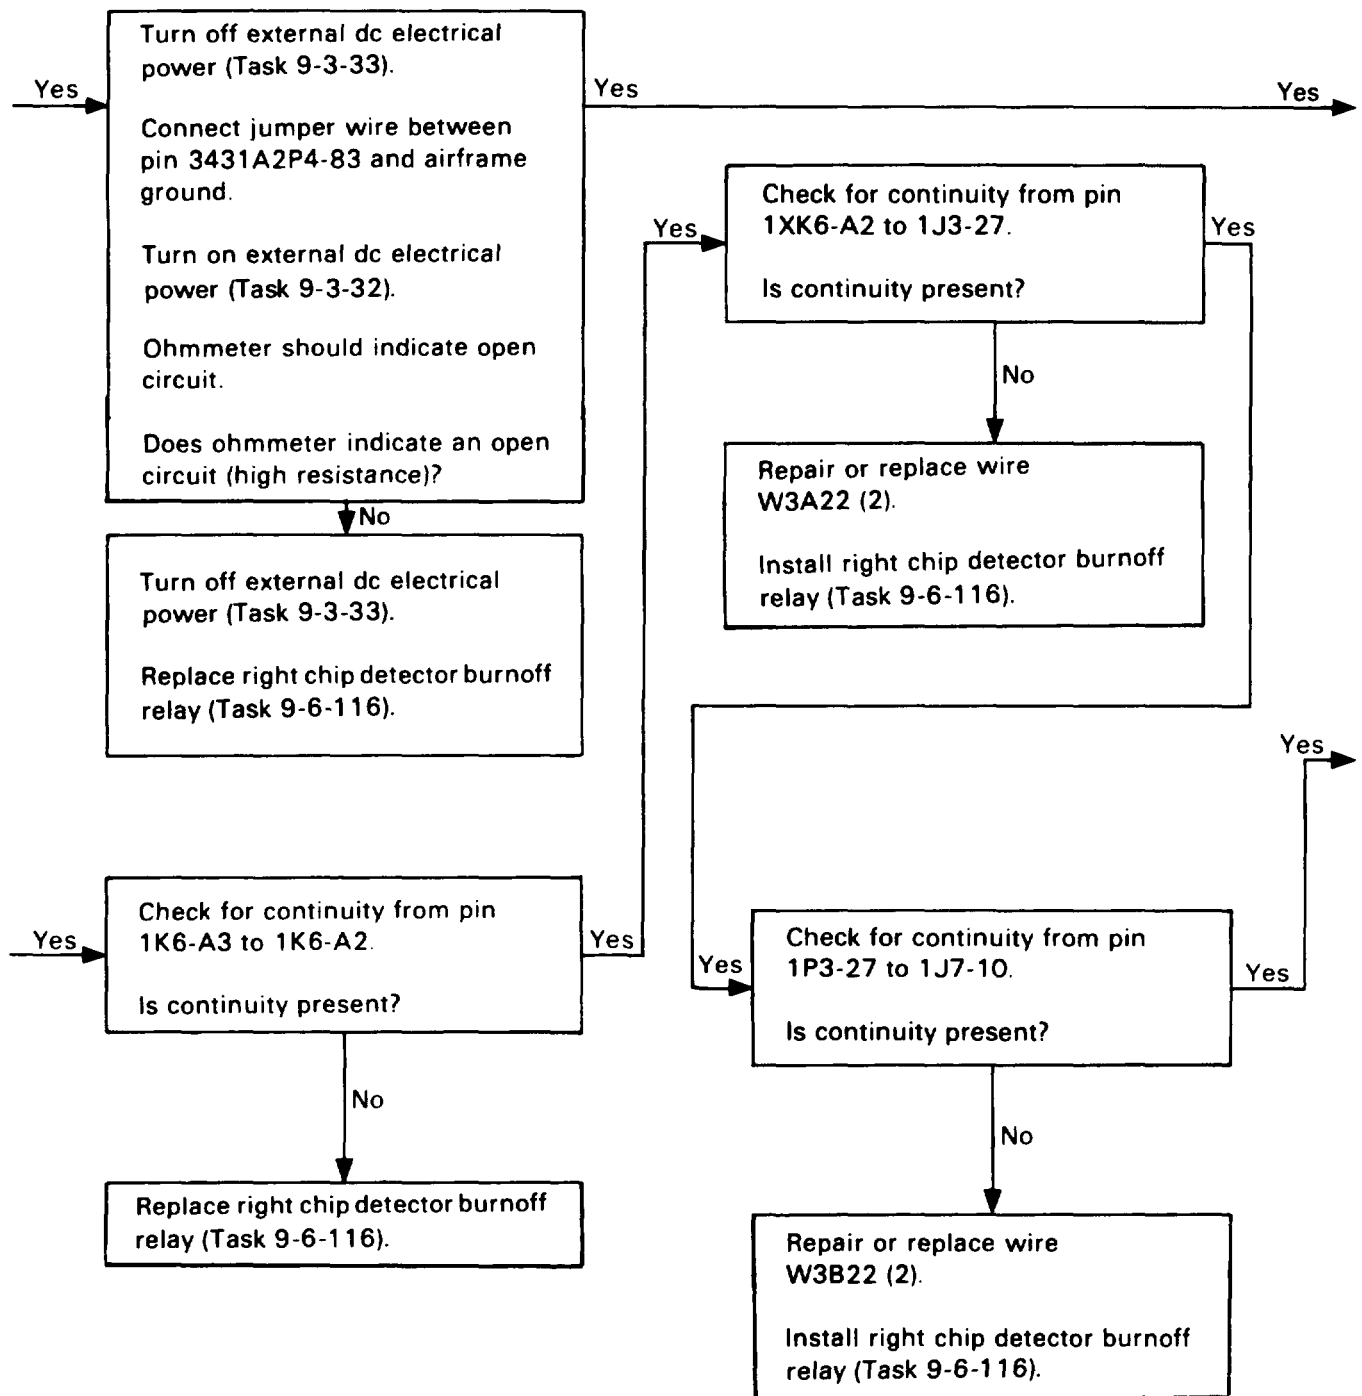 Yes
Turn off external dc electrical
power (Task 9-3-33).
Connect jumper wire between
pin 3431A2P4-83 and airframe
ground.
Turn on external dc electrical
power (Task 9-3-32).
Ohmmeter should indicate open
circuit.
Does ohmmeter indicate an open
circuit (high resistance)?
Yes
Yes
No
Turn off external dc electrical
power (Task 9-3-33).
Replace right chip detector burnoff
relay (Task 9-6-116).
Yes
Check for continuity from pin
1K6-A3 to 1K6-A2.
Is continuity present?
Yes
No
Replace right chip detector burnoff
relay (Task 9-6-116).
Yes
Check for continuity from pin
1XK6-A2 to 1J3-27.
Is continuity present?
Yes
No
Repair or replace wire
W3A22 (2).
Install right chip detector burnoff
relay (Task 9-6-116).
Yes
Check for continuity from pin
1P3-27 to 1J7-10.
Is continuity present?
Yes
Yes
No
Repair or replace wire
W3B22 (2).
Install right chip detector burnoff
relay (Task 9-6-116).